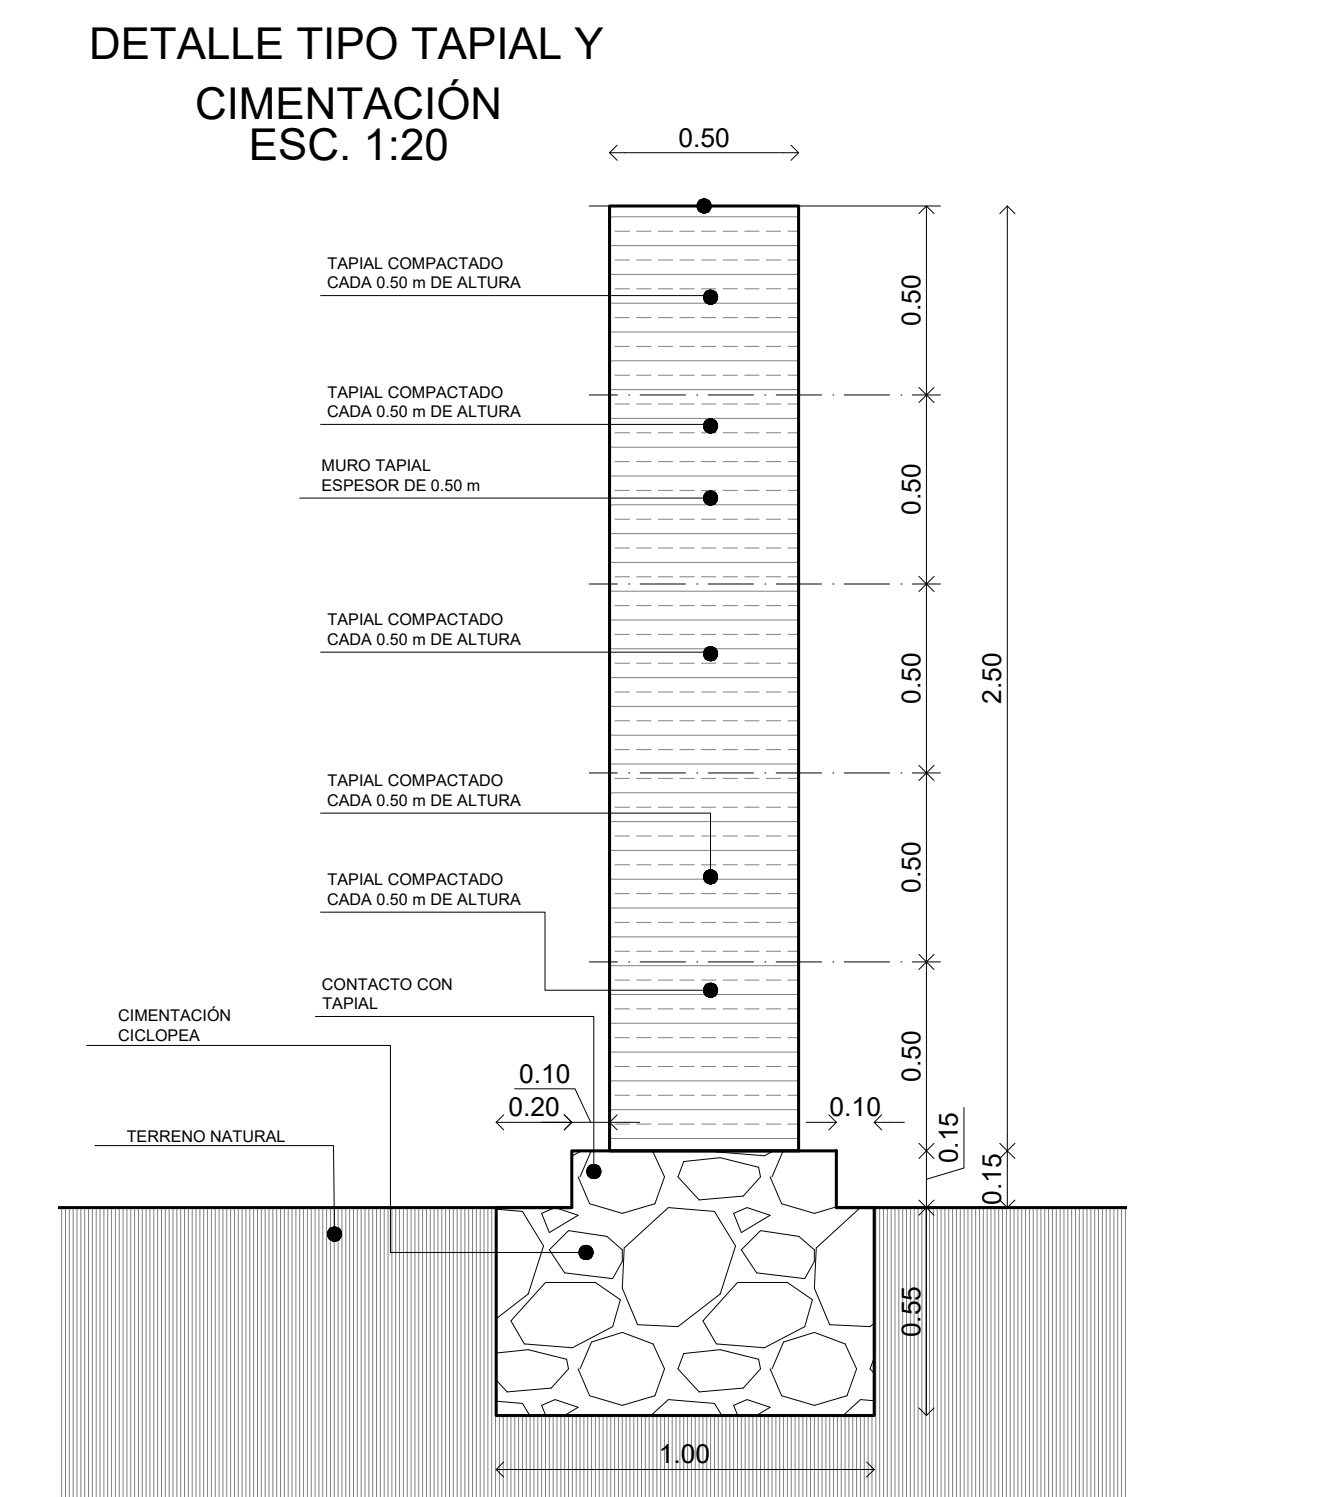 DETALLE TIPO TAPIAL Y
CIMENTACIÓN
ESC. 1:20
0.50
TAPIAL COMPACTADO
CADA 0.50 m DE ALTURA
0.50
TAPIAL COMPACTADO
CADA 0.50 m DE ALTURA
MURO TAPIAL
ESPESOR DE 0.50 m
0.50
TAPIAL COMPACTADO
CADA 0.50 m DE ALTURA
0.50
2.50
TAPIAL COMPACTADO
CADA 0.50 m DE ALTURA
0.50
TAPIAL COMPACTADO
CADA 0.50 m DE ALTURA
CONTACTO CON
TAPIAL
CIMENTACIÓN
CICLOPEA
0.50
0.10
0.20
0.10
TERRENO NATURAL
0.15
0.15
0.55
1.00